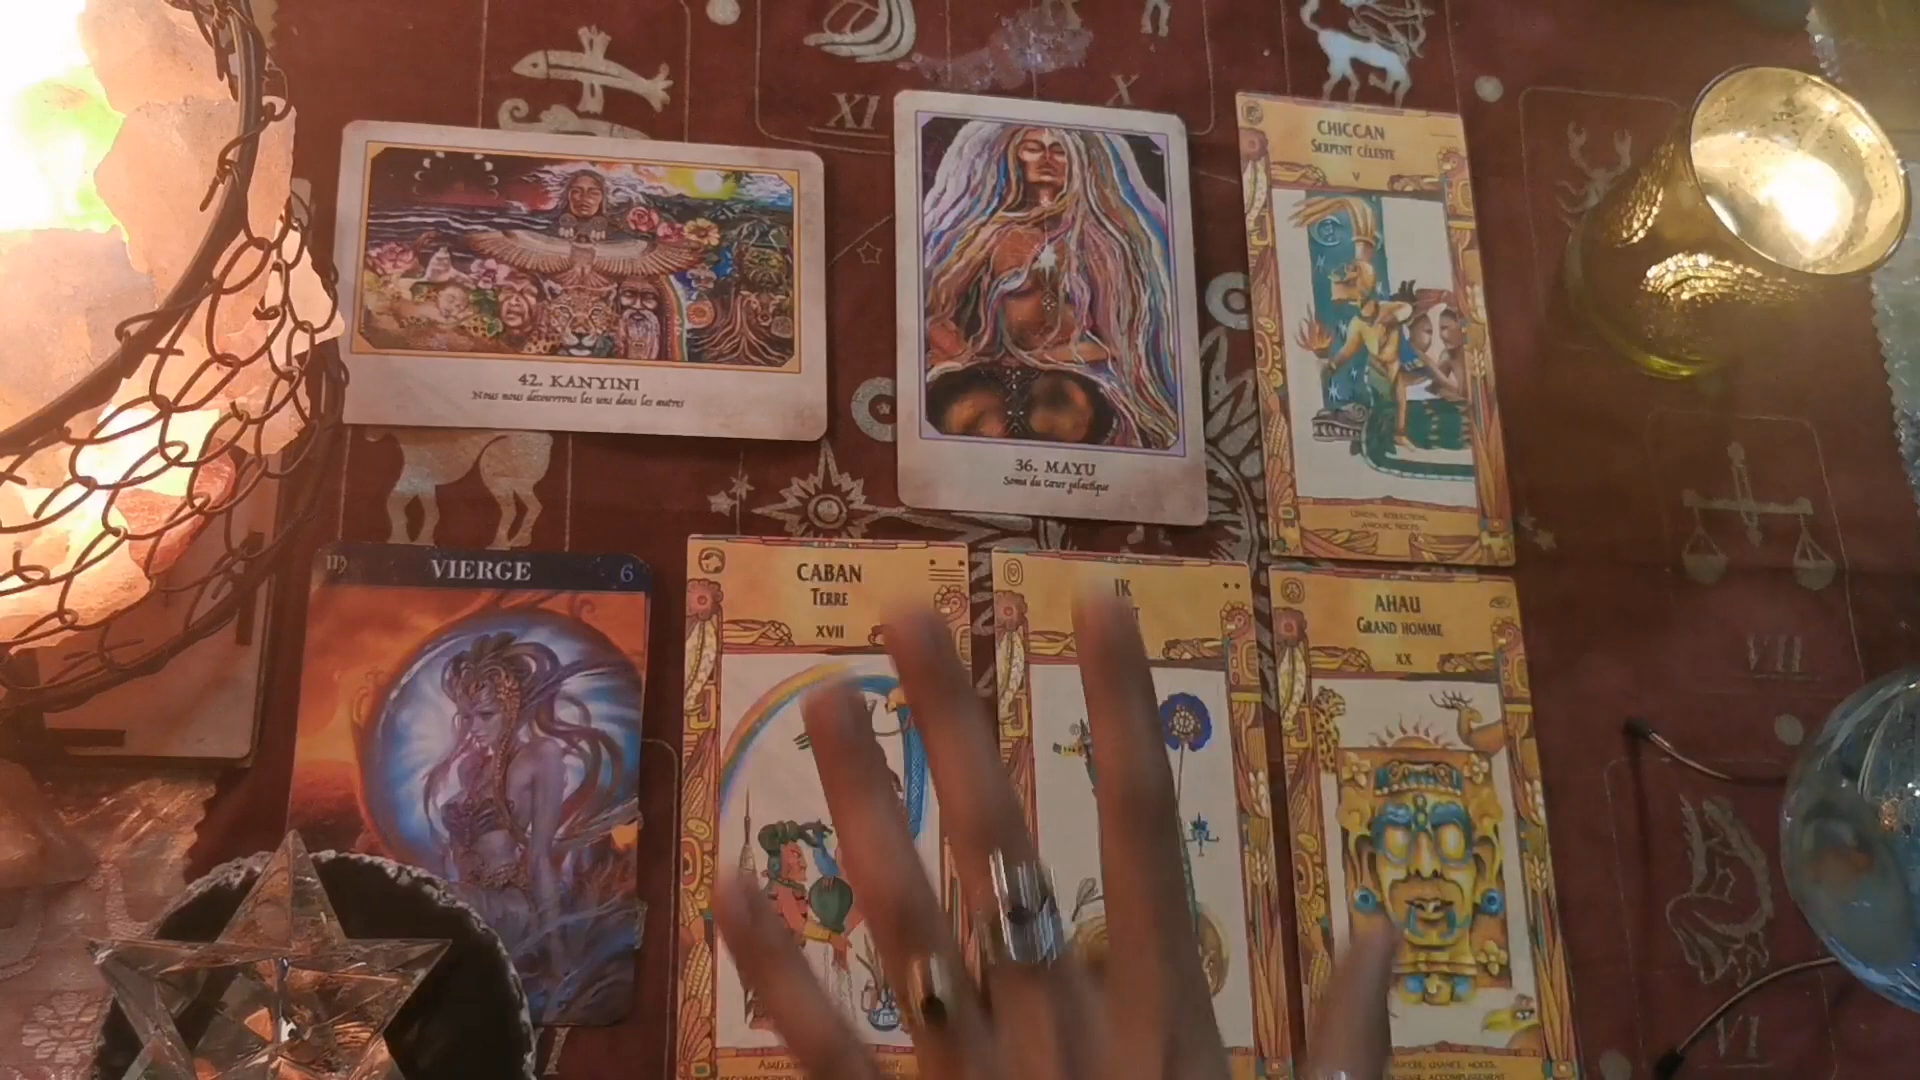 XI
X
42. KANYINI
Nous nous découvrons les uns dans les autres
36. MAYU
Soma du Cœur galactique
CHICCAN
SERPENT CÉLESTE
V
♍ VIERGE 6
CABAN
TERRE
XVII
IK
AHAU
GRAND HOMME
XX
VII
VI